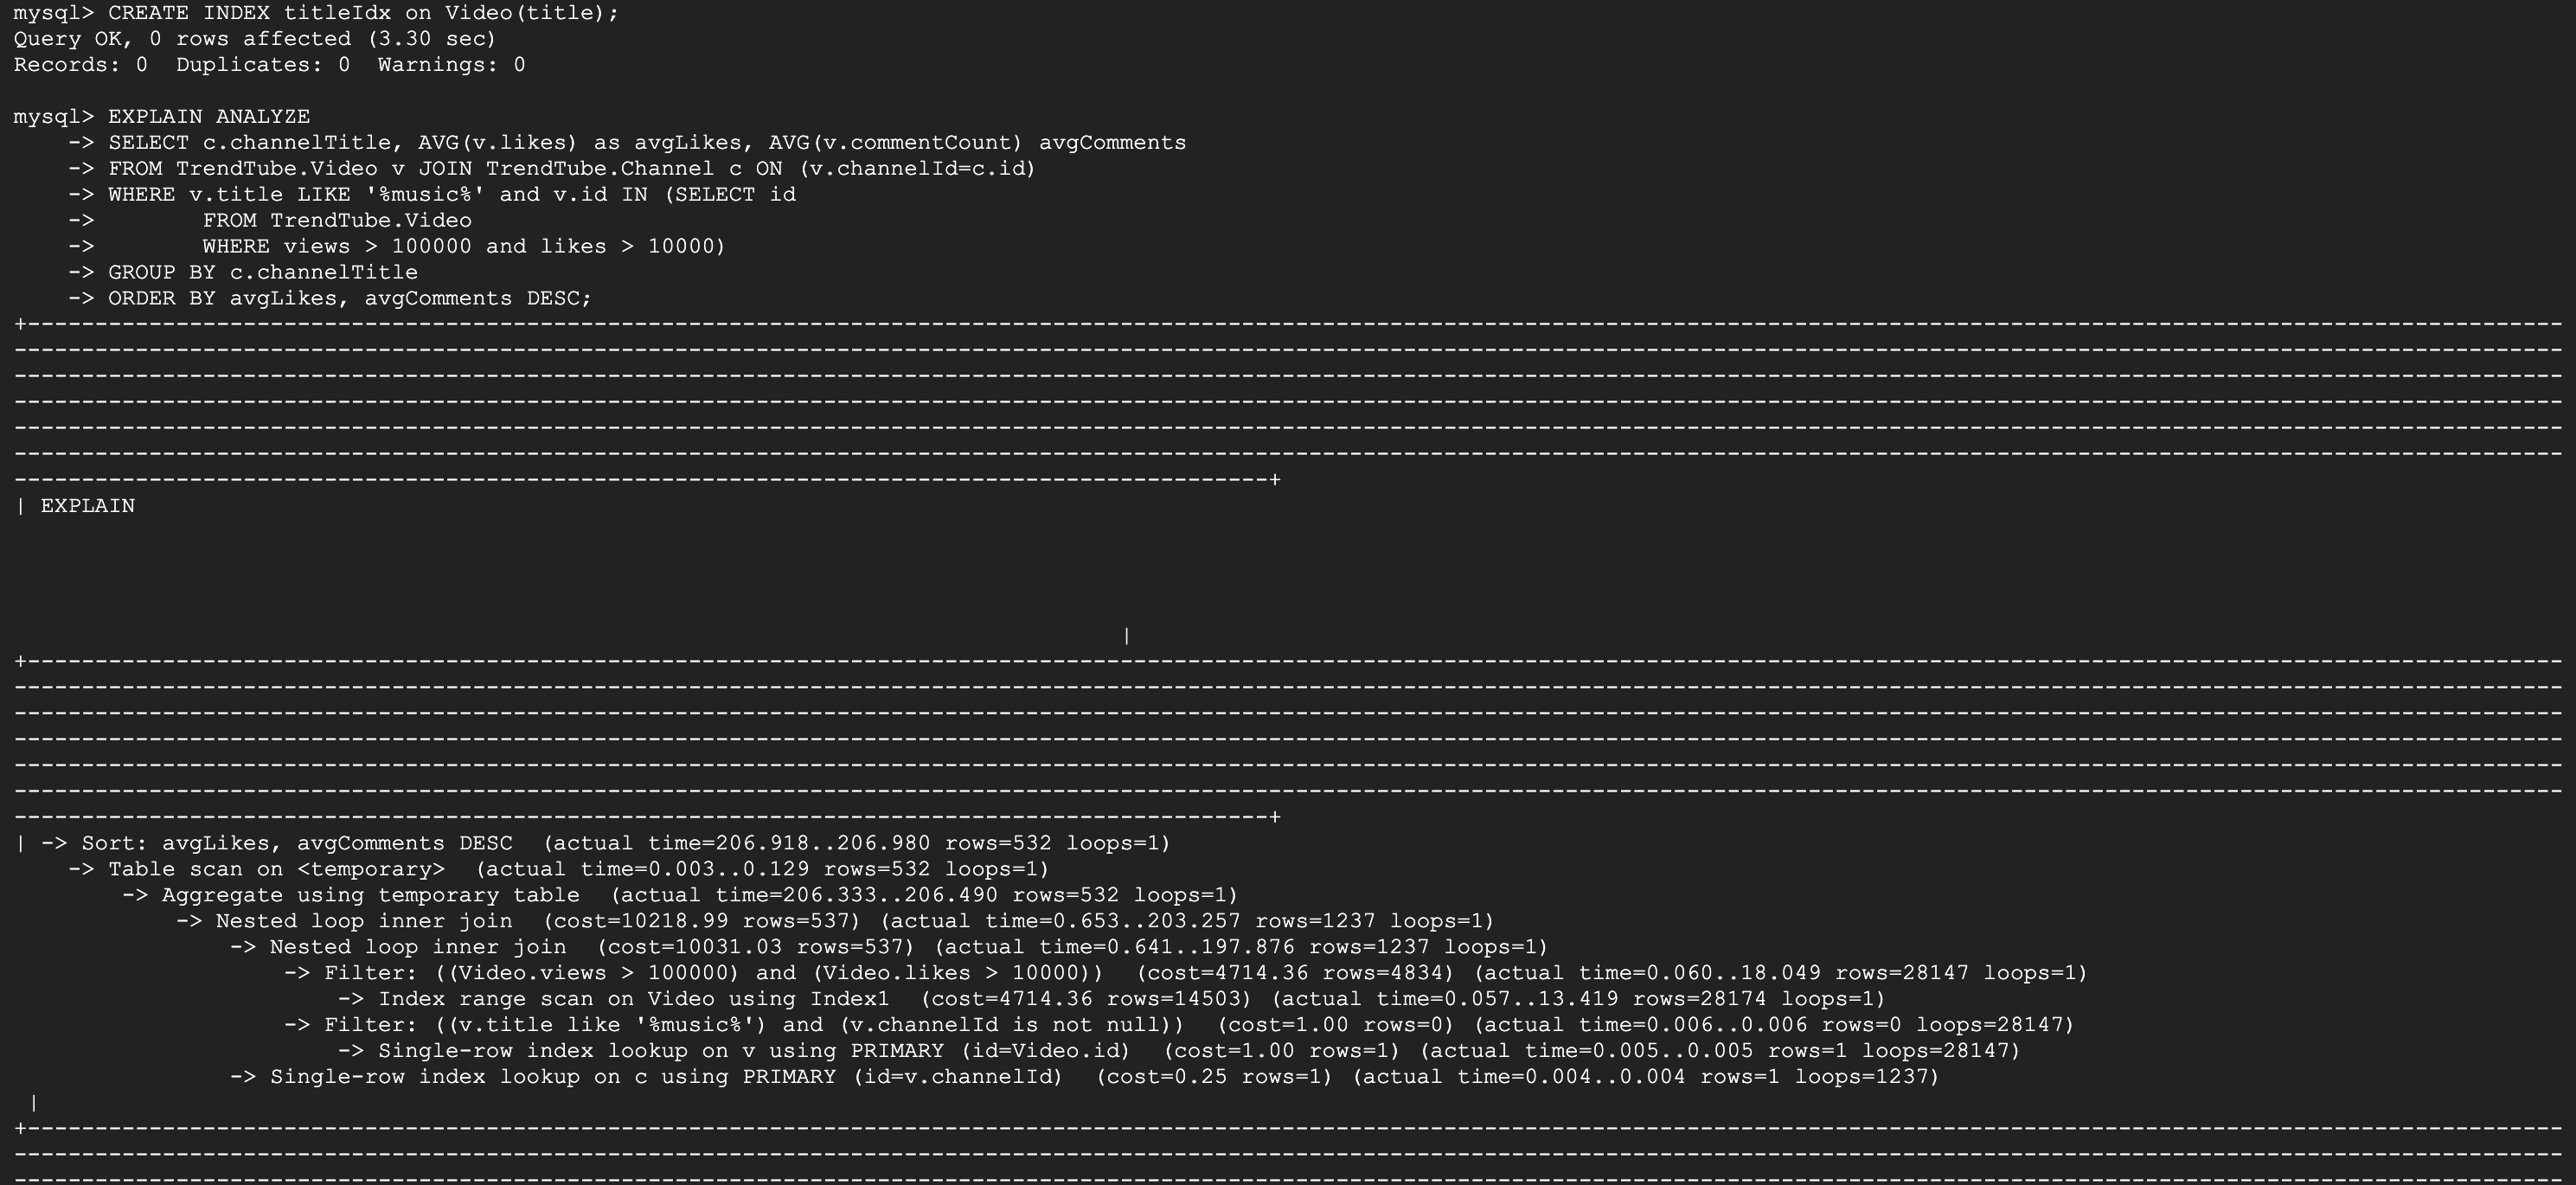 mysql> CREATE INDEX titleIdx on Video(title);
Query OK, 0 rows affected (3.30 sec)
Records: 0  Duplicates: 0  Warnings: 0
mysql> EXPLAIN ANALYZE
    -> SELECT c.channelTitle, AVG(v.likes) as avgLikes, AVG(v.commentCount) avgComments
    -> FROM TrendTube.Video v JOIN TrendTube.Channel c ON (v.channelId=c.id)
    -> WHERE v.title LIKE '%music%' and v.id IN (SELECT id
    ->        FROM TrendTube.Video
    ->        WHERE views > 100000 and likes > 10000)
    -> GROUP BY c.channelTitle
    -> ORDER BY avgLikes, avgComments DESC;
| EXPLAIN
|
| -> Sort: avgLikes, avgComments DESC  (actual time=206.918..206.980 rows=532 loops=1)
    -> Table scan on <temporary>  (actual time=0.003..0.129 rows=532 loops=1)
        -> Aggregate using temporary table  (actual time=206.333..206.490 rows=532 loops=1)
            -> Nested loop inner join  (cost=10218.99 rows=537) (actual time=0.653..203.257 rows=1237 loops=1)
                -> Nested loop inner join  (cost=10031.03 rows=537) (actual time=0.641..197.876 rows=1237 loops=1)
                    -> Filter: ((Video.views > 100000) and (Video.likes > 10000))  (cost=4714.36 rows=4834) (actual time=0.060..18.049 rows=28147 loops=1)
                        -> Index range scan on Video using Index1  (cost=4714.36 rows=14503) (actual time=0.057..13.419 rows=28174 loops=1)
                    -> Filter: ((v.title like '%music%') and (v.channelId is not null))  (cost=1.00 rows=0) (actual time=0.006..0.006 rows=0 loops=28147)
                        -> Single-row index lookup on v using PRIMARY (id=Video.id)  (cost=1.00 rows=1) (actual time=0.005..0.005 rows=1 loops=28147)
                -> Single-row index lookup on c using PRIMARY (id=v.channelId)  (cost=0.25 rows=1) (actual time=0.004..0.004 rows=1 loops=1237)
|